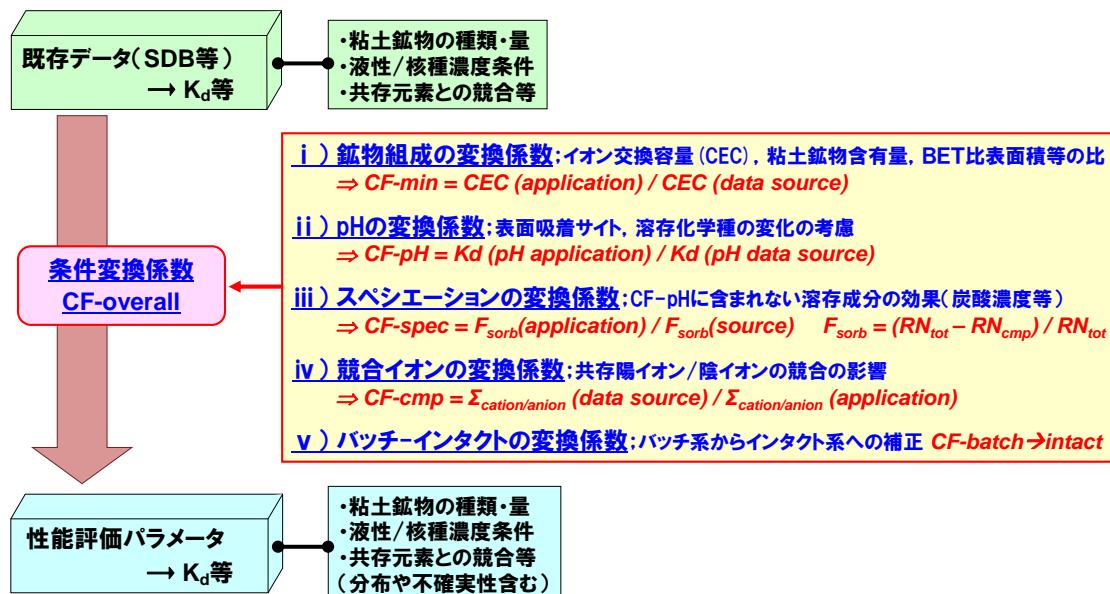 既存データ(SDB等)
→ Kd等
・粘土鉱物の種類・量
・液性/核種濃度条件
・共存元素との競合等
ⅰ) 鉱物組成の変換係数;イオン交換容量(CEC), 粘土鉱物含有量, BET比表面積等の比
⇒ CF-min = CEC (application) / CEC (data source)
ⅱ) pHの変換係数;表面吸着サイト, 溶存化学種の変化の考慮
⇒ CF-pH = Kd (pH application) / Kd (pH data source)
条件変換係数
CF-overall
ⅲ) スペシエーションの変換係数;CF-pHに含まれない溶存成分の効果(炭酸濃度等)
⇒ CF-spec = Fsorb(application) / Fsorb(source) Fsorb = (RNtot – RNcmp) / RNtot
ⅳ) 競合イオンの変換係数;共存陽イオン/陰イオンの競合の影響
⇒ CF-cmp = Σcation/anion (data source) / Σcation/anion (application)
ⅴ) バッチ-インタクトの変換係数;バッチ系からインタクト系への補正 CF-batch→intact
性能評価パラメータ
→ Kd等
・粘土鉱物の種類・量
・液性/核種濃度条件
・共存元素との競合等
(分布や不確実性含む)